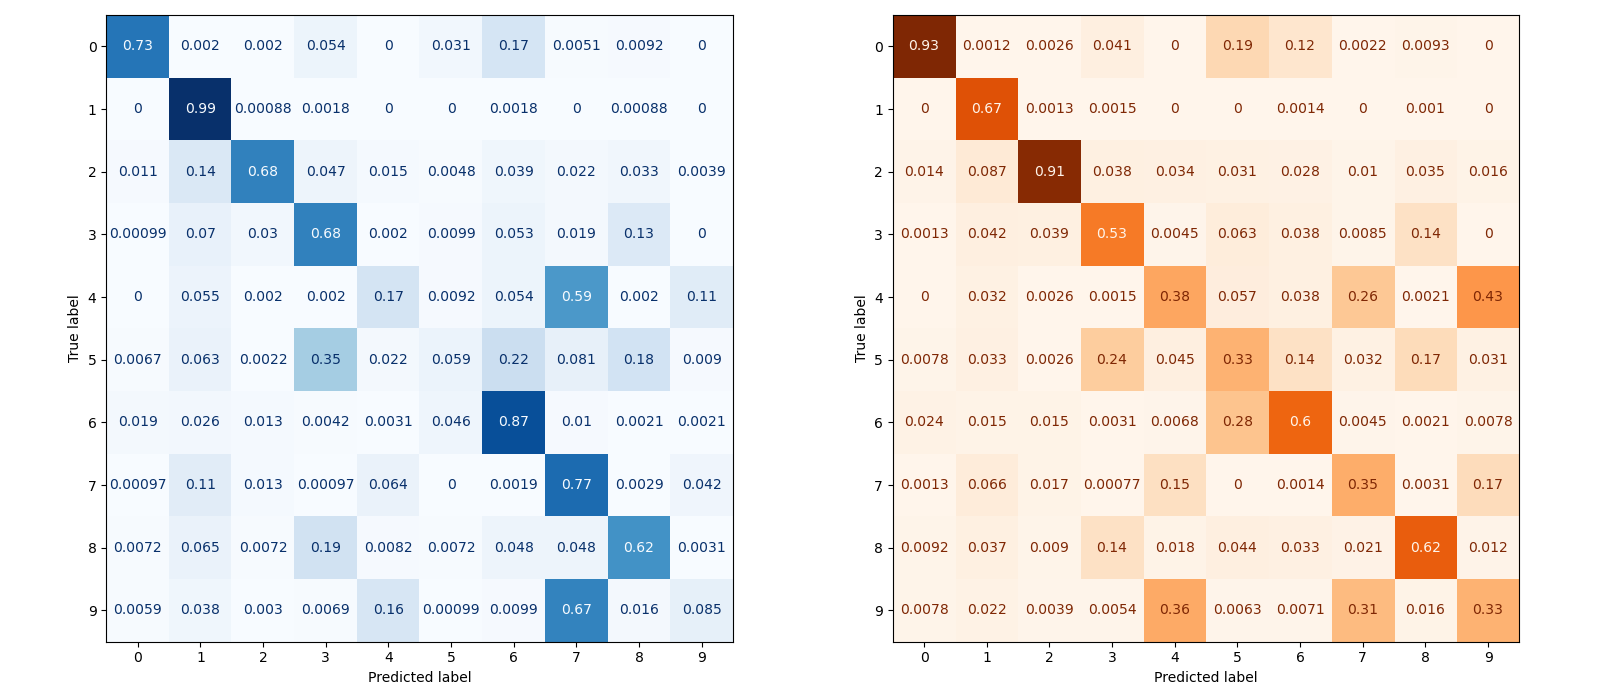 0 0.73 0.002 0.002 0.054 0 0.031 0.17 0.0051 0.0092 0
1 0 0.99 0.00088 0.0018 0 0 0.0018 0 0.00088 0
2 0.011 0.14 0.68 0.047 0.015 0.0048 0.039 0.022 0.033 0.0039
3 0.00099 0.07 0.03 0.68 0.002 0.0099 0.053 0.019 0.13 0
4 0 0.055 0.002 0.002 0.17 0.0092 0.054 0.59 0.002 0.11
5 0.0067 0.063 0.0022 0.35 0.022 0.059 0.22 0.081 0.18 0.009
6 0.019 0.026 0.013 0.0042 0.0031 0.046 0.87 0.01 0.0021 0.0021
7 0.00097 0.11 0.013 0.00097 0.064 0 0.0019 0.77 0.0029 0.042
8 0.0072 0.065 0.0072 0.19 0.0082 0.0072 0.048 0.048 0.62 0.0031
9 0.0059 0.038 0.003 0.0069 0.16 0.00099 0.0099 0.67 0.016 0.085
0 1 2 3 4 5 6 7 8 9
Predicted label
True label
0 0.93 0.0012 0.0026 0.041 0 0.19 0.12 0.0022 0.0093 0
1 0 0.67 0.0013 0.0015 0 0 0.0014 0 0.001 0
2 0.014 0.087 0.91 0.038 0.034 0.031 0.028 0.01 0.035 0.016
3 0.0013 0.042 0.039 0.53 0.0045 0.063 0.038 0.0085 0.14 0
4 0 0.032 0.0026 0.0015 0.38 0.057 0.038 0.26 0.0021 0.43
5 0.0078 0.033 0.0026 0.24 0.045 0.33 0.14 0.032 0.17 0.031
6 0.024 0.015 0.015 0.0031 0.0068 0.28 0.6 0.0045 0.0021 0.0078
7 0.0013 0.066 0.017 0.00077 0.15 0 0.0014 0.35 0.0031 0.17
8 0.0092 0.037 0.009 0.14 0.018 0.044 0.033 0.021 0.62 0.012
9 0.0078 0.022 0.0039 0.0054 0.36 0.0063 0.0071 0.31 0.016 0.33
0 1 2 3 4 5 6 7 8 9
Predicted label
True label